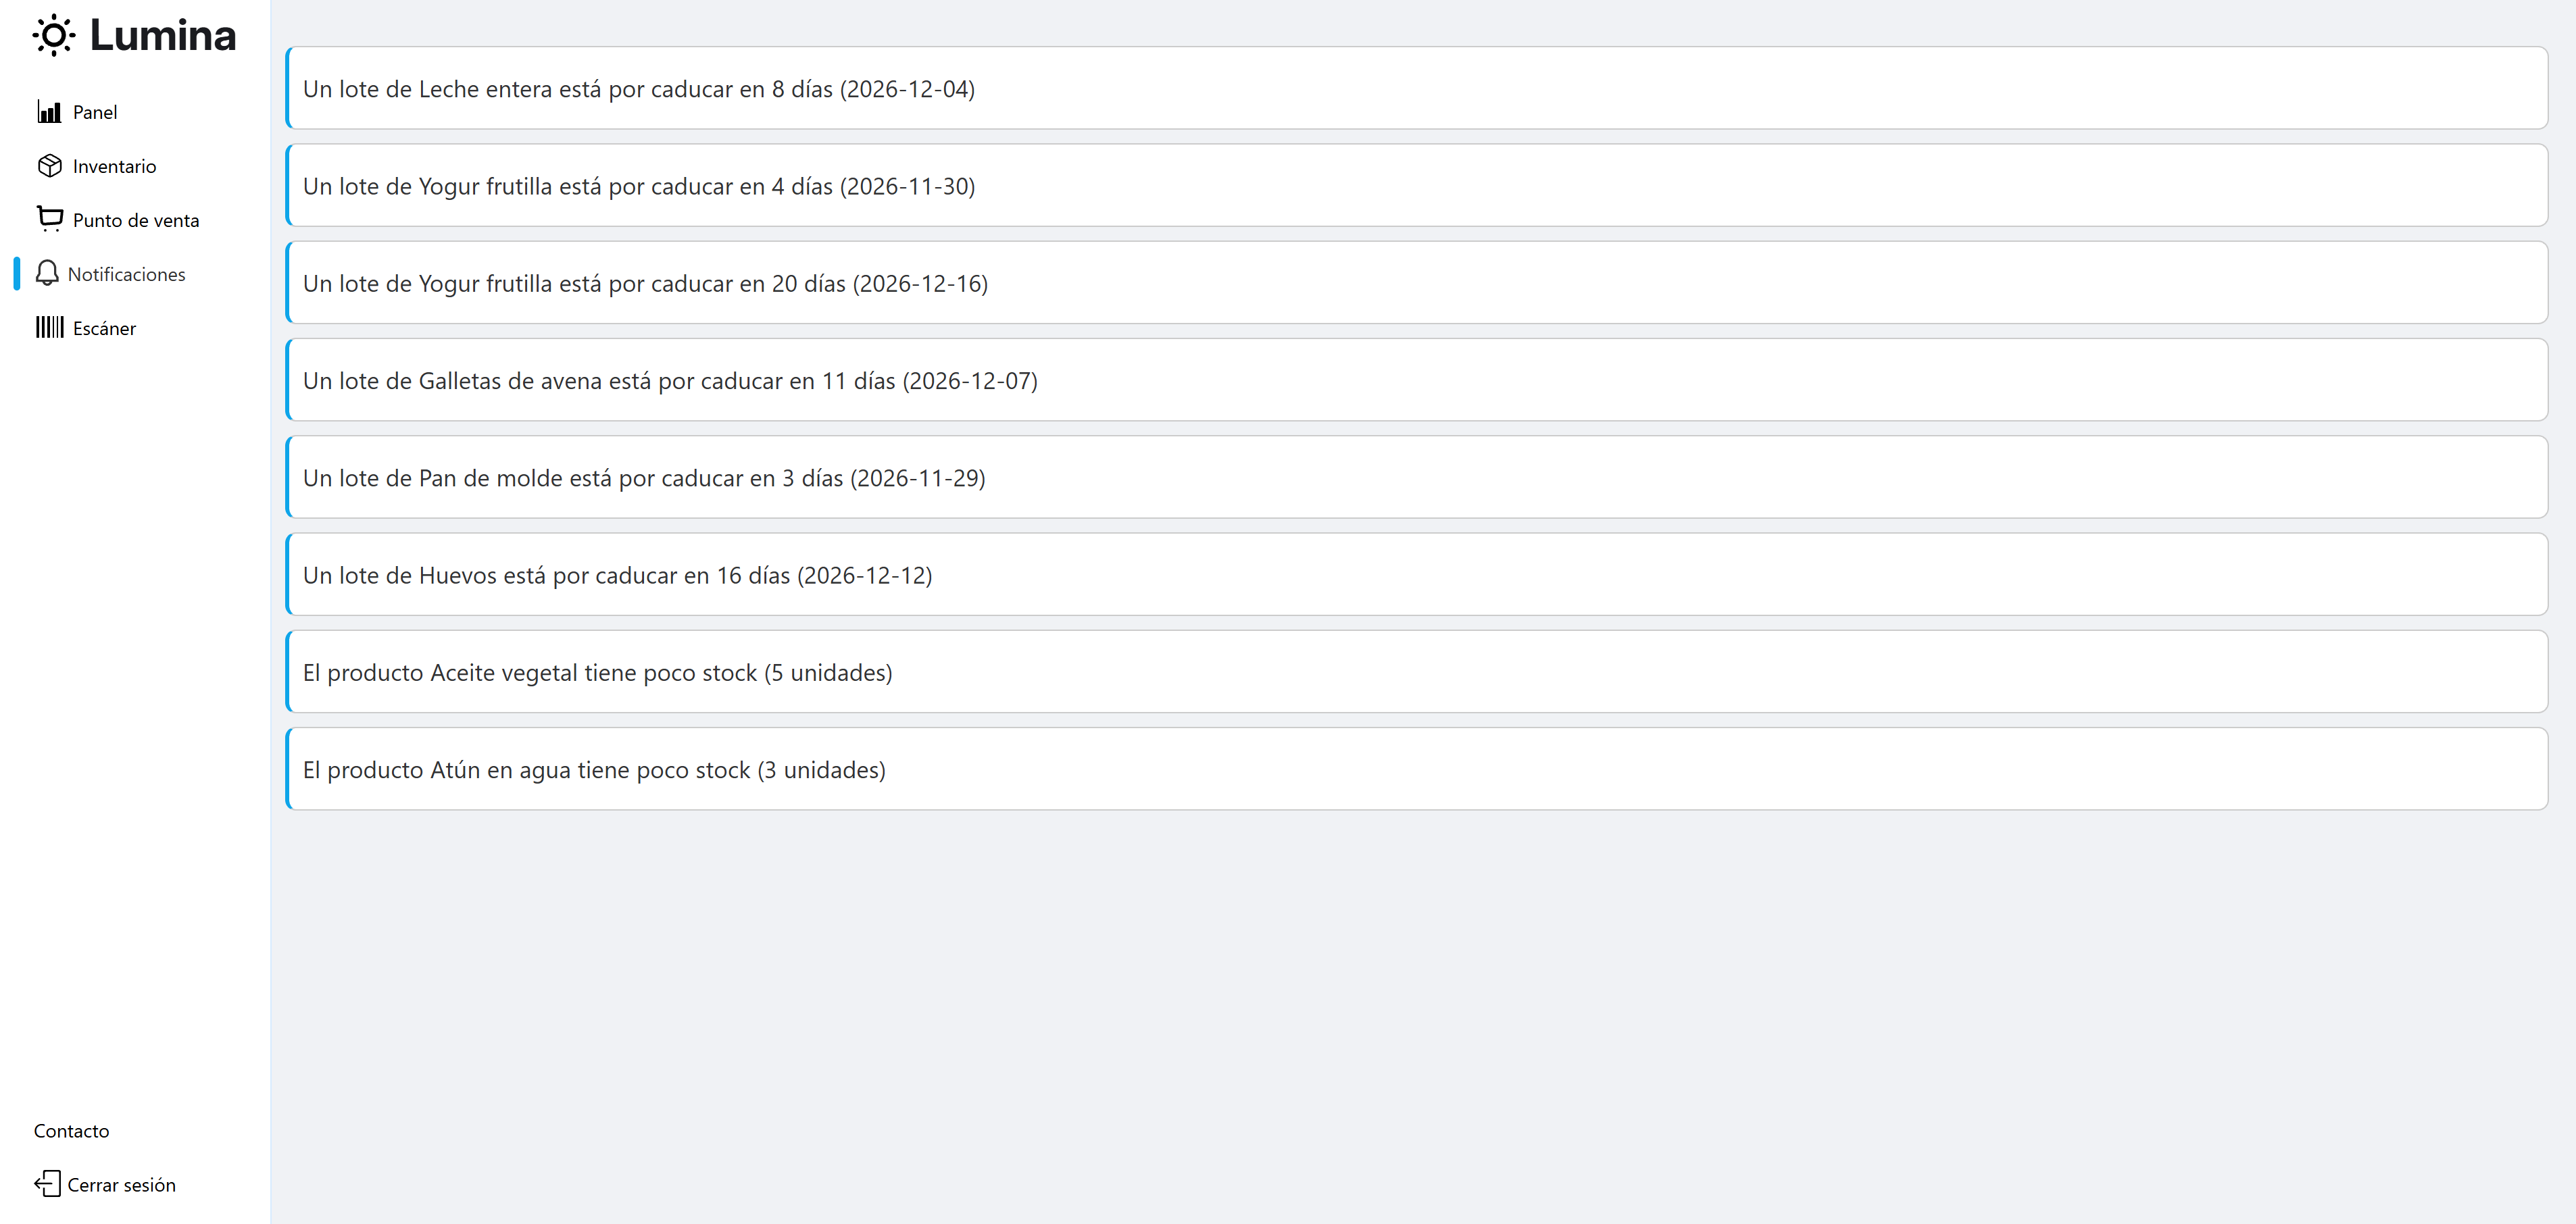 Lumina
Panel
Inventario
Punto de venta
Notificaciones
Escáner
Contacto
Cerrar sesión
Un lote de Leche entera está por caducar en 8 días (2026-12-04)
Un lote de Yogur frutilla está por caducar en 4 días (2026-11-30)
Un lote de Yogur frutilla está por caducar en 20 días (2026-12-16)
Un lote de Galletas de avena está por caducar en 11 días (2026-12-07)
Un lote de Pan de molde está por caducar en 3 días (2026-11-29)
Un lote de Huevos está por caducar en 16 días (2026-12-12)
El producto Aceite vegetal tiene poco stock (5 unidades)
El producto Atún en agua tiene poco stock (3 unidades)